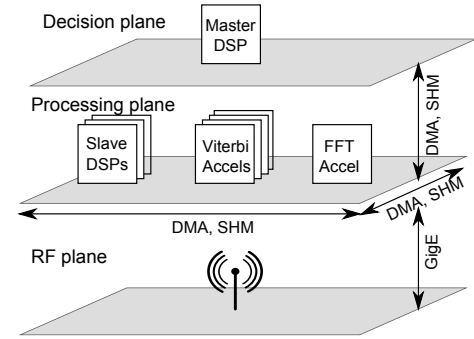 Decision plane
Master
DSP
Processing plane
Slave
DSPs
Viterbi
Accels
FFT
Accel
DMA, SHM
DMA, SHM
DMA, SHM
RF plane
GigE